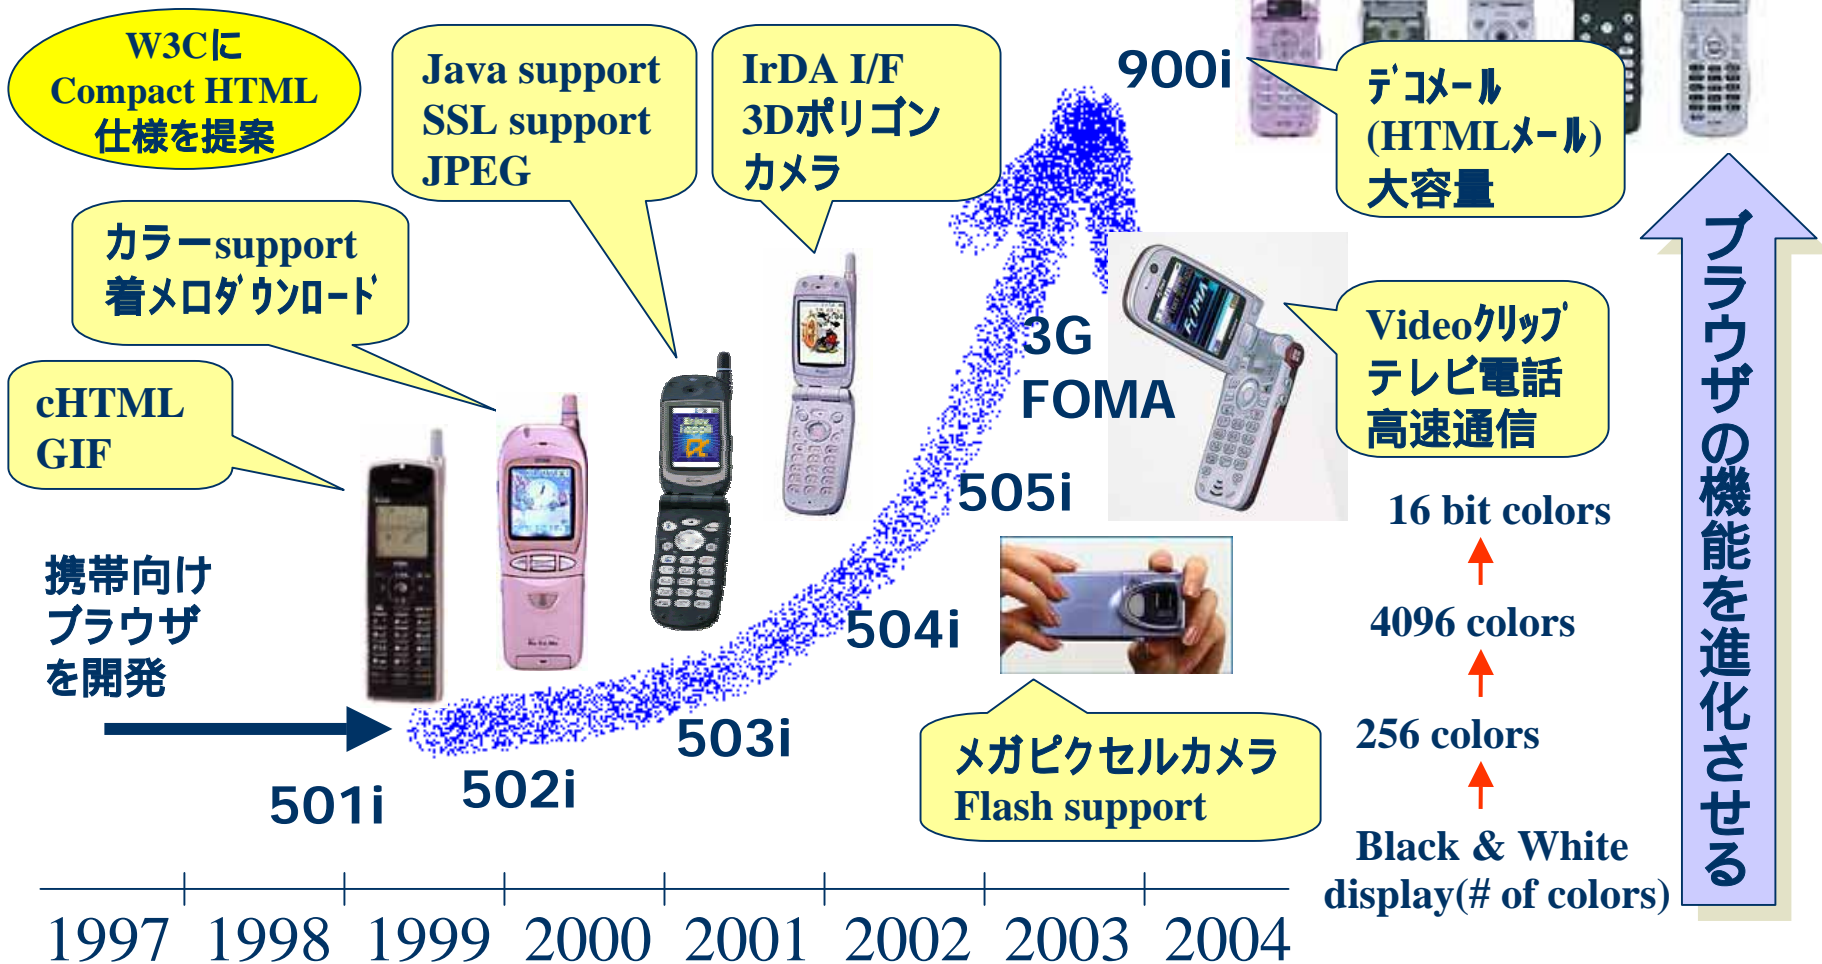 W3Cに
Compact HTML
仕様を提案
Java support
SSL support
JPEG
IrDA I/F
3Dポリゴン
カメラ
900i
デコメール
(HTMLメール)
大容量
カラーsupport
着メロダウンロード
cHTML
GIF
3G
FOMA
Videoクリップ
テレビ電話
高速通信
携帯向け
ブラウザ
を開発
501i
502i
503i
504i
505i
メガピクセルカメラ
Flash support
16 bit colors
4096 colors
256 colors
Black & White
display(# of colors)
ブラウザの機能を進化させる
FOMA
1997 1998 1999 2000 2001 2002 2003 2004